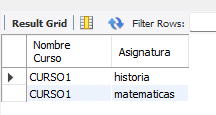 Result Grid Filter Rows:
Nombre Asignatura
Curso
CURSO1 historia
CURSO1 matematicas